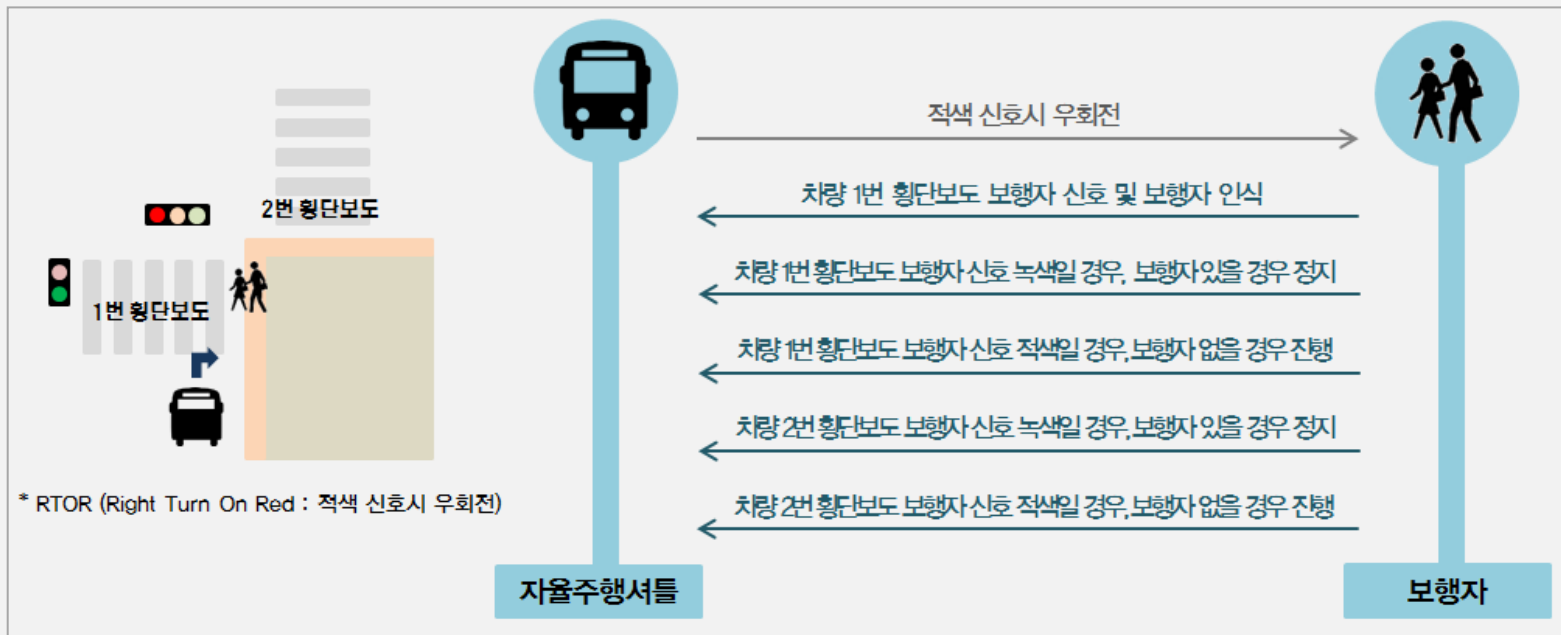 2번 횡단보도
1번 횡단보도
* RTOR (Right Turn On Red : 적색 신호시 우회전)
적색 신호시 우회전
차량 1번 횡단보도 보행자 신호 및 보행자 인식
차량 1번 횡단보도 보행자 신호 녹색일 경우, 보행자 있을 경우 정지
차량 1번 횡단보도 보행자 신호 적색일 경우, 보행자 없을 경우 진행
차량 2번 횡단보도 보행자 신호 녹색일 경우, 보행자 있을 경우 정지
차량 2번 횡단보도 보행자 신호 적색일 경우, 보행자 없을 경우 진행
자율주행셔틀
보행자